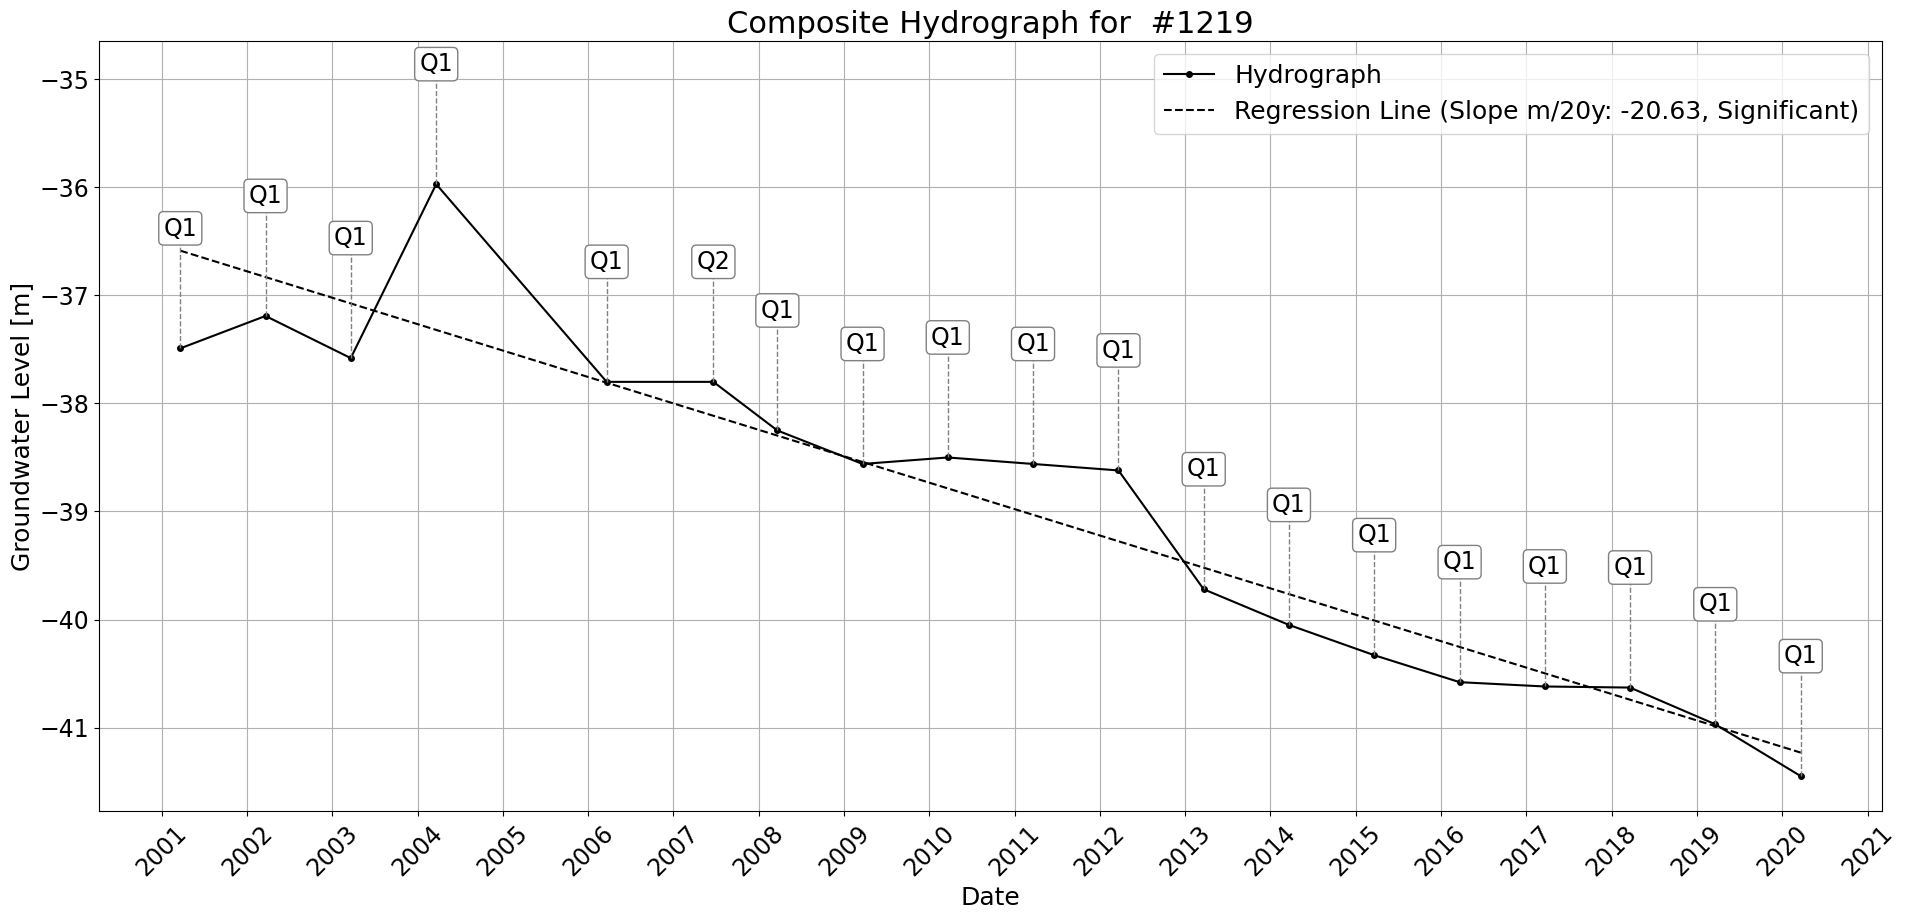 Composite Hydrograph for  #1219
Hydrograph
Regression Line (Slope m/20y: -20.63, Significant)
Groundwater Level [m]
−35
−36
−37
−38
−39
−40
−41
Q1
Q1
Q1
Q1
Q1
Q2
Q1
Q1
Q1
Q1
Q1
Q1
Q1
Q1
Q1
Q1
Q1
Q1
Q1
2001
2002
2003
2004
2005
2006
2007
2008
2009
2010
2011
2012
2013
2014
2015
2016
2017
2018
2019
2020
2021
Date